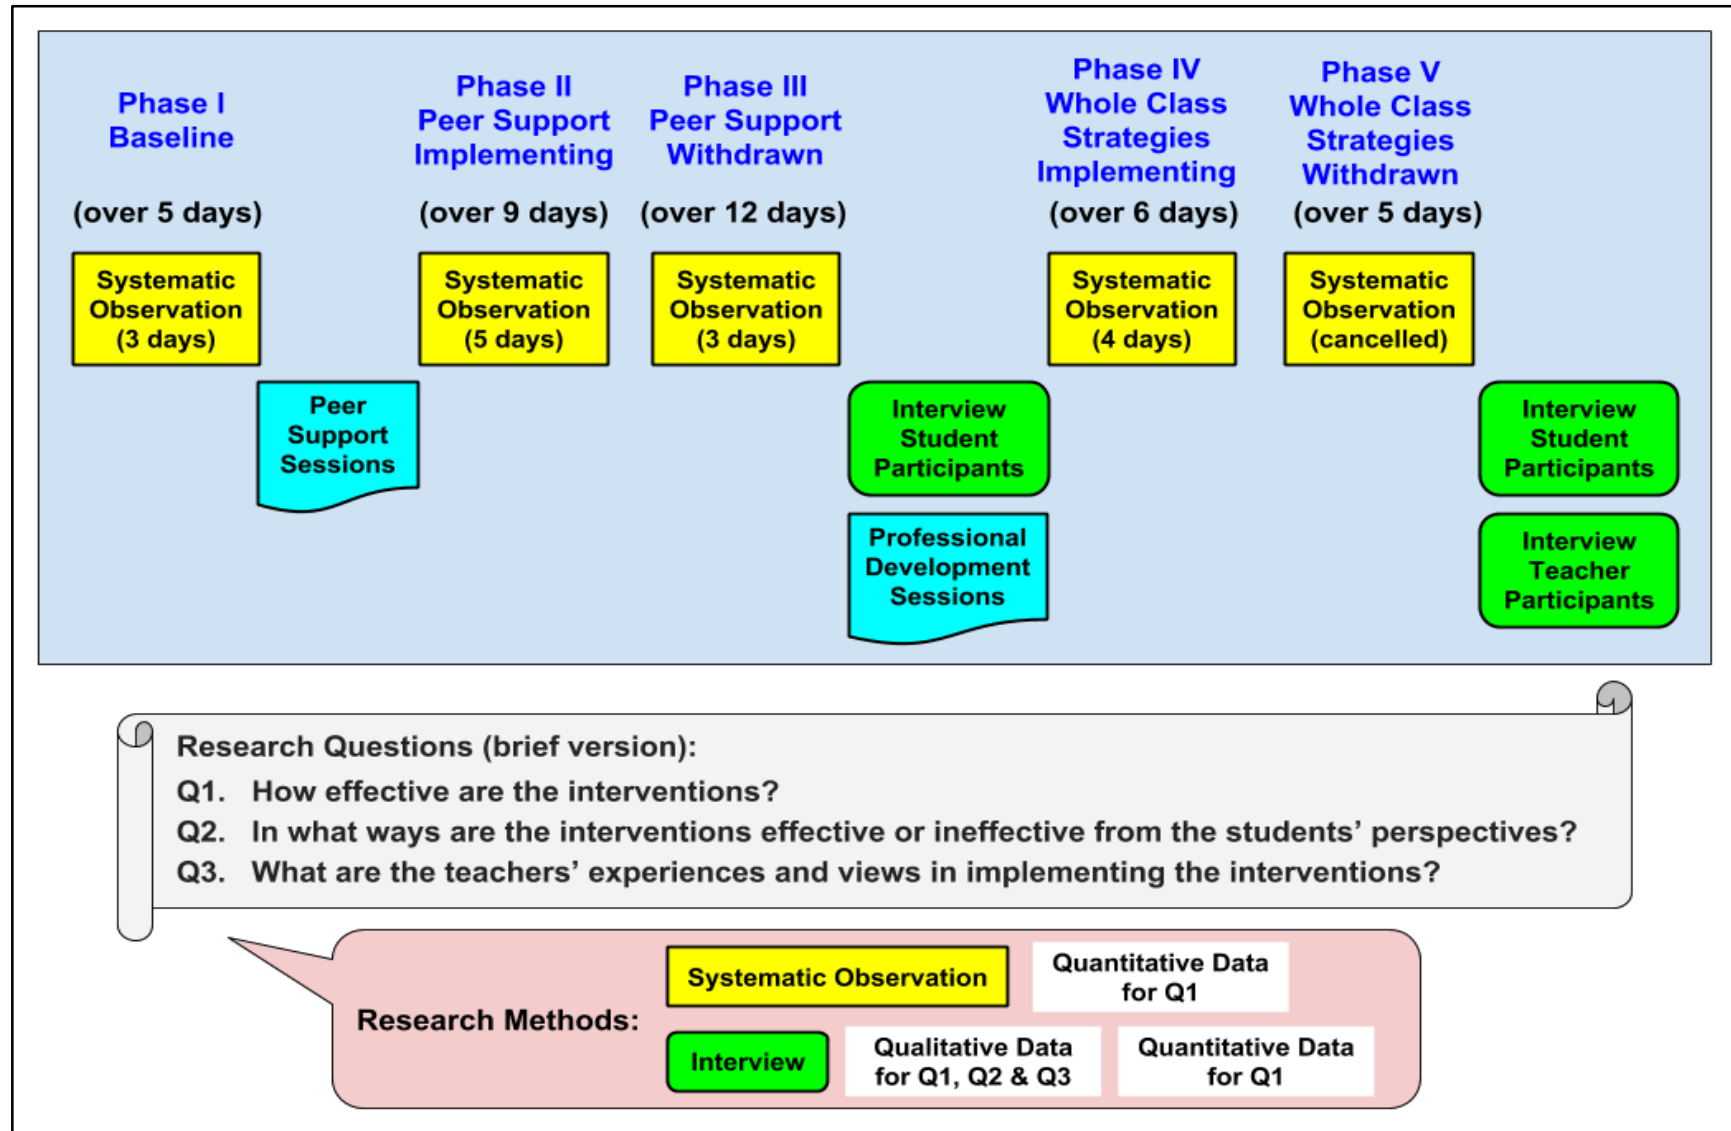 Phase I
Baseline
(over 5 days)
Phase II
Peer Support
Implementing
(over 9 days)
Phase III
Peer Support
Withdrawn
(over 12 days)
Phase IV
Whole Class
Strategies
Implementing
(over 6 days)
Phase V
Whole Class
Strategies
Withdrawn
(over 5 days)
Systematic
Observation
(3 days)
Systematic
Observation
(5 days)
Systematic
Observation
(3 days)
Systematic
Observation
(4 days)
Systematic
Observation
(cancelled)
Peer
Support
Sessions
Interview
Student
Participants
Interview
Student
Participants
Professional
Development
Sessions
Interview
Teacher
Participants
Research Questions (brief version):
Q1. How effective are the interventions?
Q2. In what ways are the interventions effective or ineffective from the students’ perspectives?
Q3. What are the teachers’ experiences and views in implementing the interventions?
Research Methods:
Systematic Observation
Quantitative Data
for Q1
Interview
Qualitative Data
for Q1, Q2 & Q3
Quantitative Data
for Q1